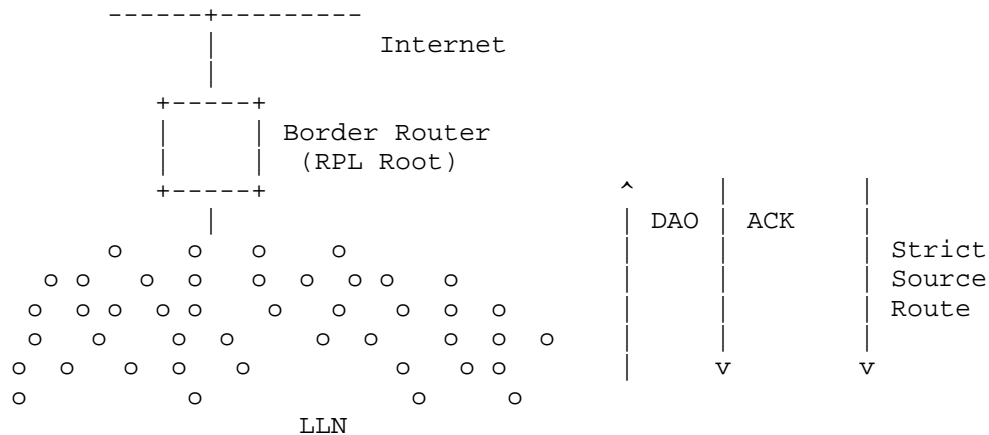 Internet
Border Router
(RPL Root)
DAO ACK
Strict
Source
Route
LLN